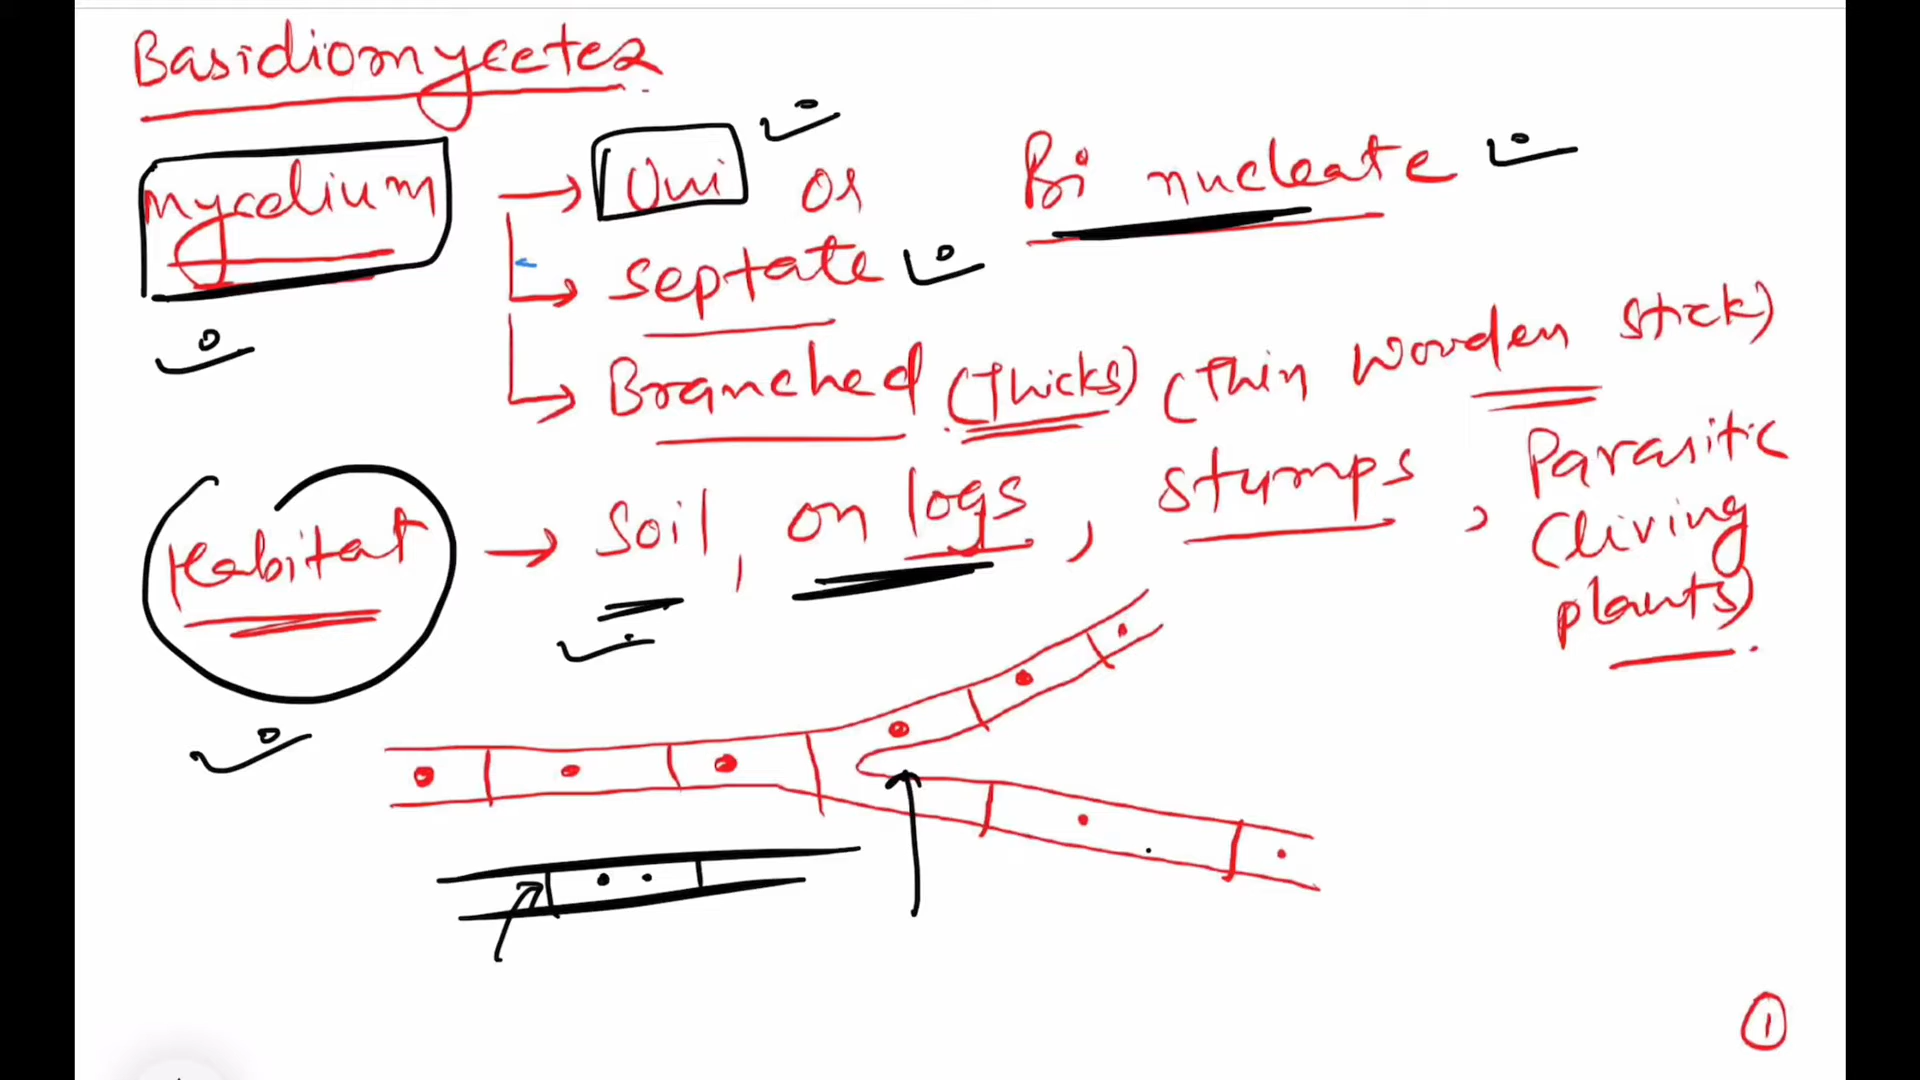 Basidiomycetes
mycelium → Uni or Bi nucleate
→ septate
→ Branched (Thicks) (Thin wooden stick)
Habitat → Soil, on logs, stumps, Parasitic
(living
plants)
1